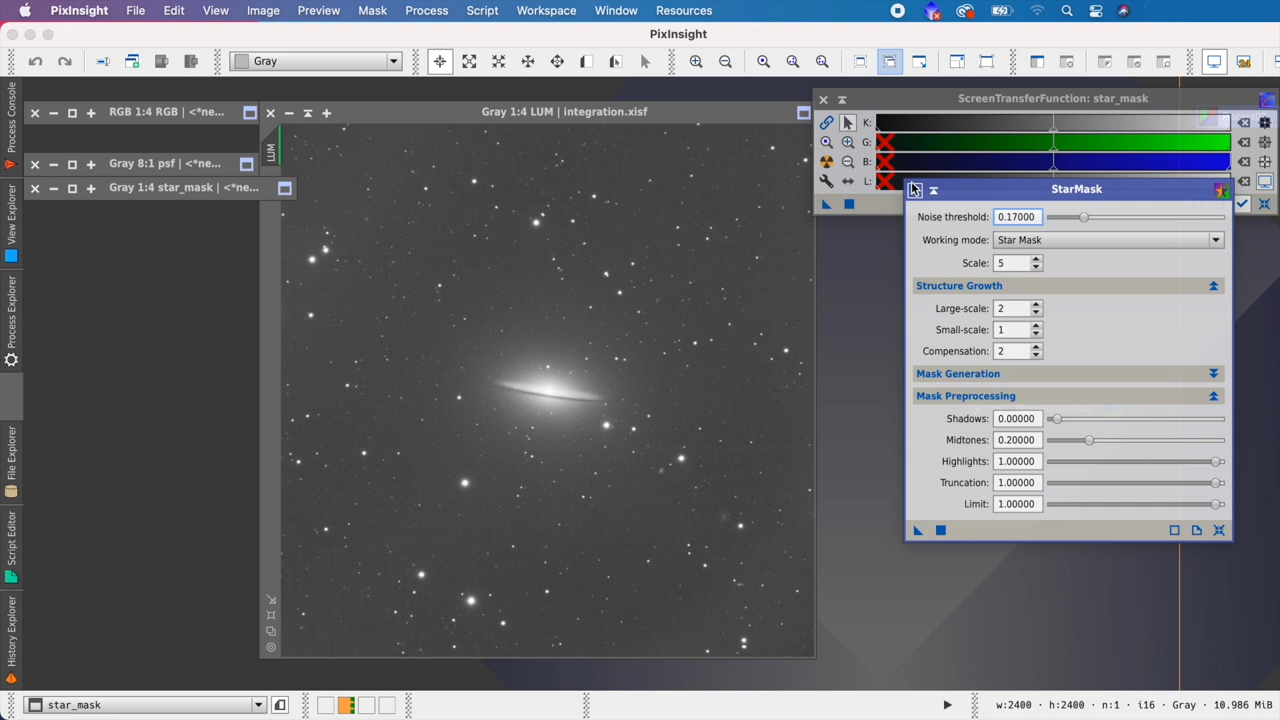 PixInsight File Edit View Image Preview Mask Process Script Workspace Window Resources
PixInsight
Gray
Process Console
View Explorer
Process Explorer
File Explorer
Script Editor
History Explorer
RGB 1:4 RGB | <*ne...
Gray 8:1 psf | <*ne...
Gray 1:4 star_mask | <*ne...
Gray 1:4 LUM | integration.xisf
LUM
ScreenTransferFunction: star_mask
K:
G:
B:
L:
StarMask
Noise threshold: 0.17000
Working mode: Star Mask
Scale: 5
Structure Growth
Large-scale: 2
Small-scale: 1
Compensation: 2
Mask Generation
Mask Preprocessing
Shadows: 0.00000
Midtones: 0.20000
Highlights: 1.00000
Truncation: 1.00000
Limit: 1.00000
star_mask
w:2400 · h:2400 · n:1 · i16 · Gray · 10.986 MiB